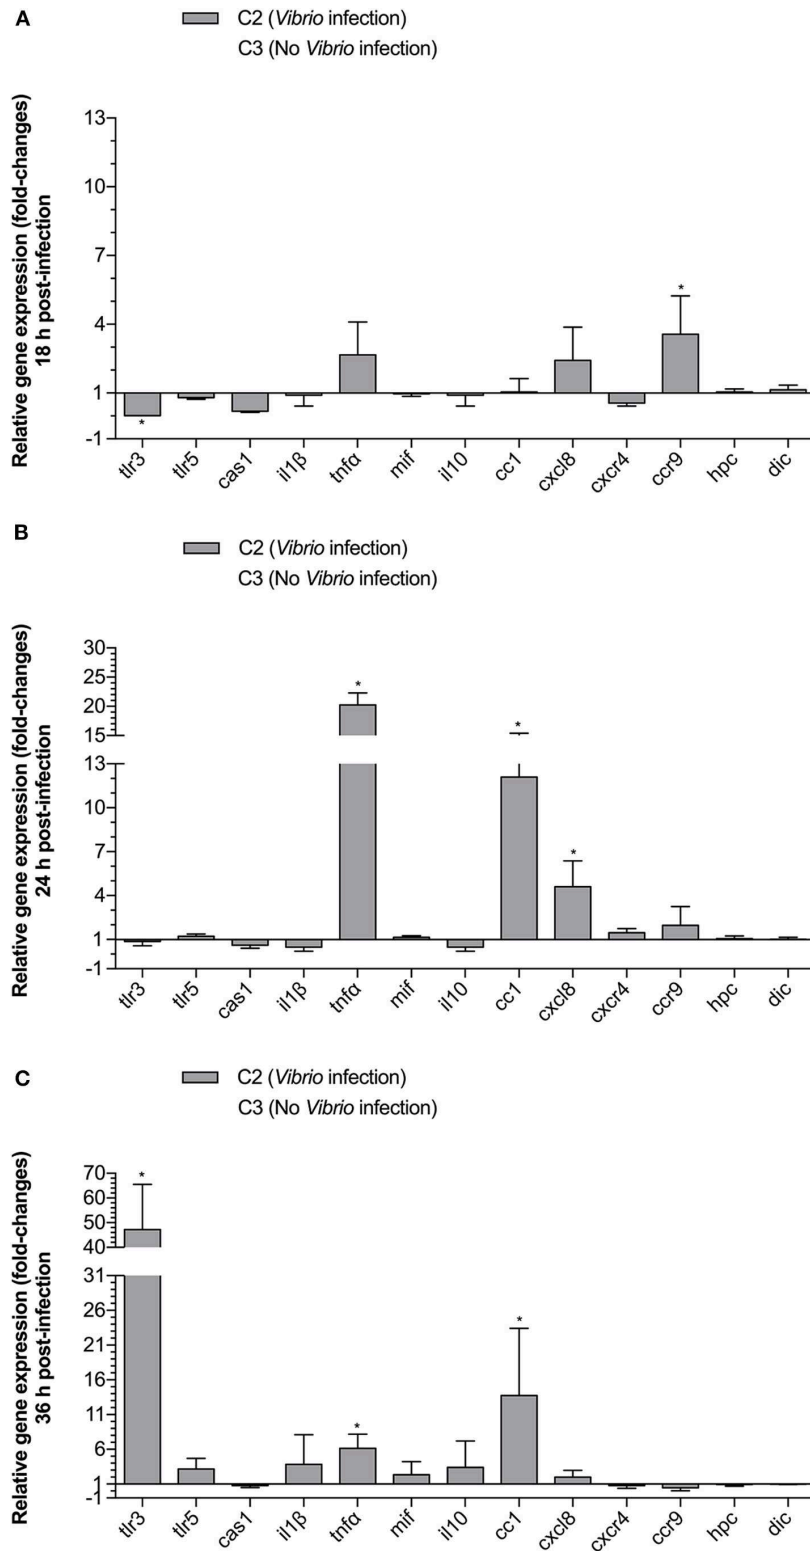 A
C2 (Vibrio infection)
C3 (No Vibrio infection)
Relative gene expression (fold-changes)
18 h post-infection
13
10
7
4
1
-1
*
*
tlr3 tlr5 cas1 il1β tnfα mif il10 cc1 cxcl8 cxcr4 ccr9 hpc dic
B
C2 (Vibrio infection)
C3 (No Vibrio infection)
Relative gene expression (fold-changes)
24 h post-infection
30
25
20
15
13
10
7
4
1
-1
*
*
*
tlr3 tlr5 cas1 il1β tnfα mif il10 cc1 cxcl8 cxcr4 ccr9 hpc dic
C
C2 (Vibrio infection)
C3 (No Vibrio infection)
Relative gene expression (fold-changes)
36 h post-infection
70
60
50
40
31
26
21
16
11
6
1
-1
*
*
*
tlr3 tlr5 cas1 il1β tnfα mif il10 cc1 cxcl8 cxcr4 ccr9 hpc dic